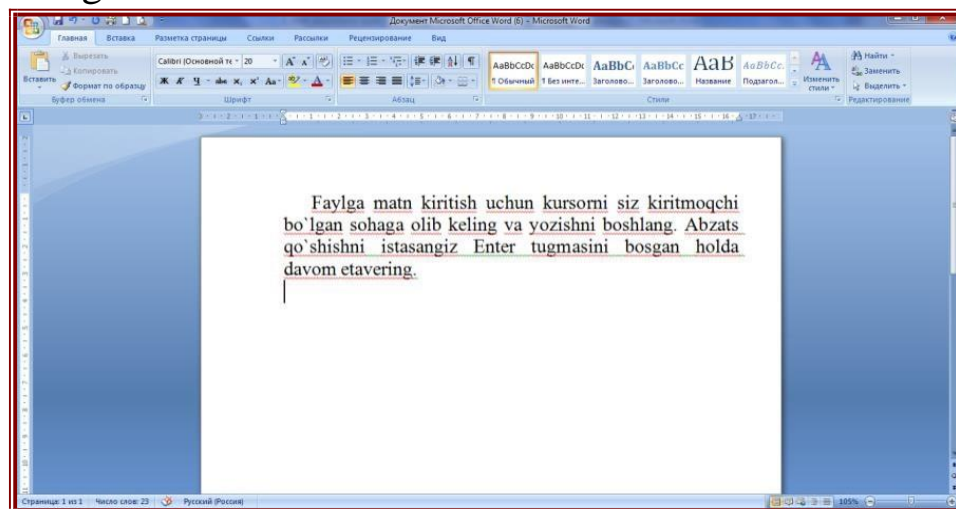 Документ Microsoft Office Word (6) - Microsoft Word
Главная Вставка Разметка страницы Ссылки Рассылки Рецензирование Вид
Вставить
Вырезать
Копировать
Формат по образцу
Буфер обмена
Calibri (Основной те 20
Ж К Ч abc x, x' Aa
Шрифт
Абзац
AaBbCcDc AaBbCcDc AaBbC AaBbCc АаВ AaBbCc.
¶ Обычный ¶ Без инте... Заголово... Заголово... Название Подзагол...
Изменить стили
Стили
Найти
Заменить
Выделить
Редактирование
Faylga matn kiritish uchun kursorni siz kiritmoqchi
bo`lgan sohaga olib keling va yozishni boshlang. Abzats
qo`shishni istasangiz Enter tugmasini bosgan holda
davom etavering.
Страница: 1 из 1 Число слов: 23 Русский (Россия) 105%